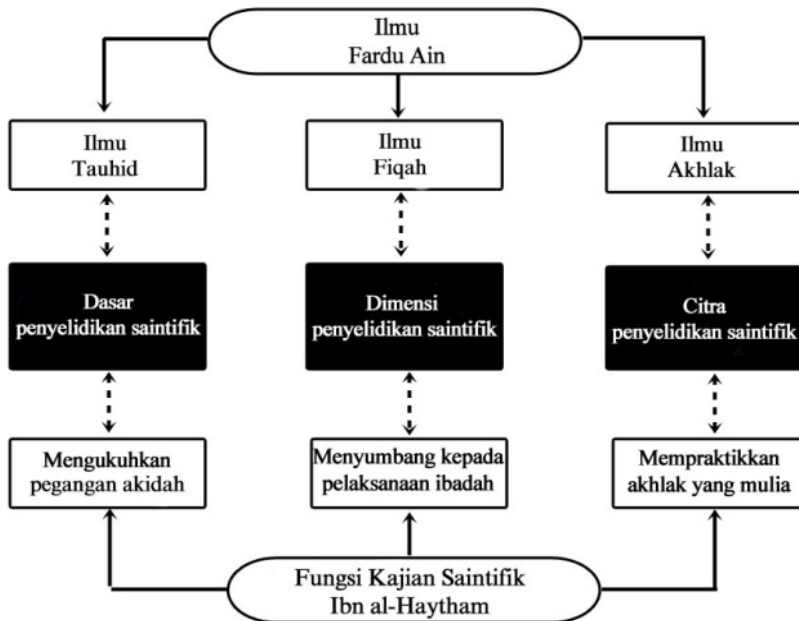 Ilmu
Fardu Ain
Ilmu
Tauhid
Ilmu
Fiqah
Ilmu
Akhlak
Dasar
penyelidikan saintifik
Dimensi
penyelidikan saintifik
Citra
penyelidikan saintifik
Mengukuhkan
pegangan akidah
Menyumbang kepada
pelaksanaan ibadah
Mempraktikkan
akhlak yang mulia
Fungsi Kajian Saintifik
Ibn al-Haytham